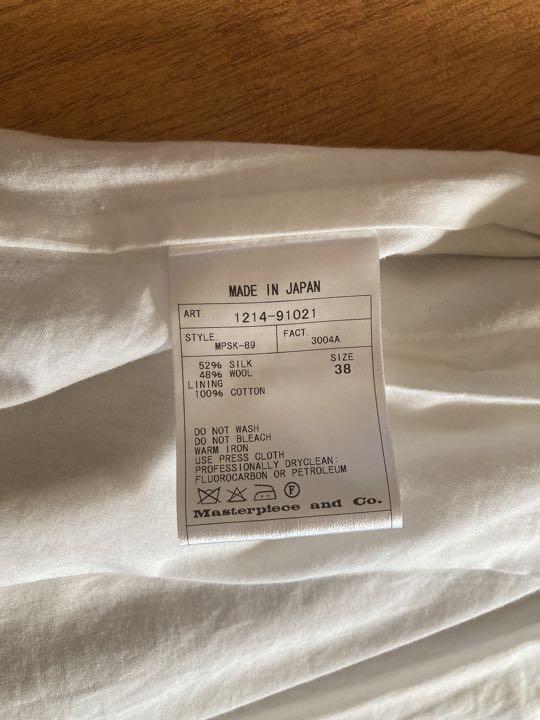 MADE IN JAPAN
ART. 1214-91021
STYLE. MPSK-89 FACT. 3004A
52% SILK SIZE
48% WOOL 38
LINING
100% COTTON
DO NOT WASH
DO NOT BLEACH
WARM IRON
USE PRESS CLOTH
PROFESSIONALLY DRYCLEAN:
FLUOROCARBON OR PETROLEUM
F
Masterpiece and Co.